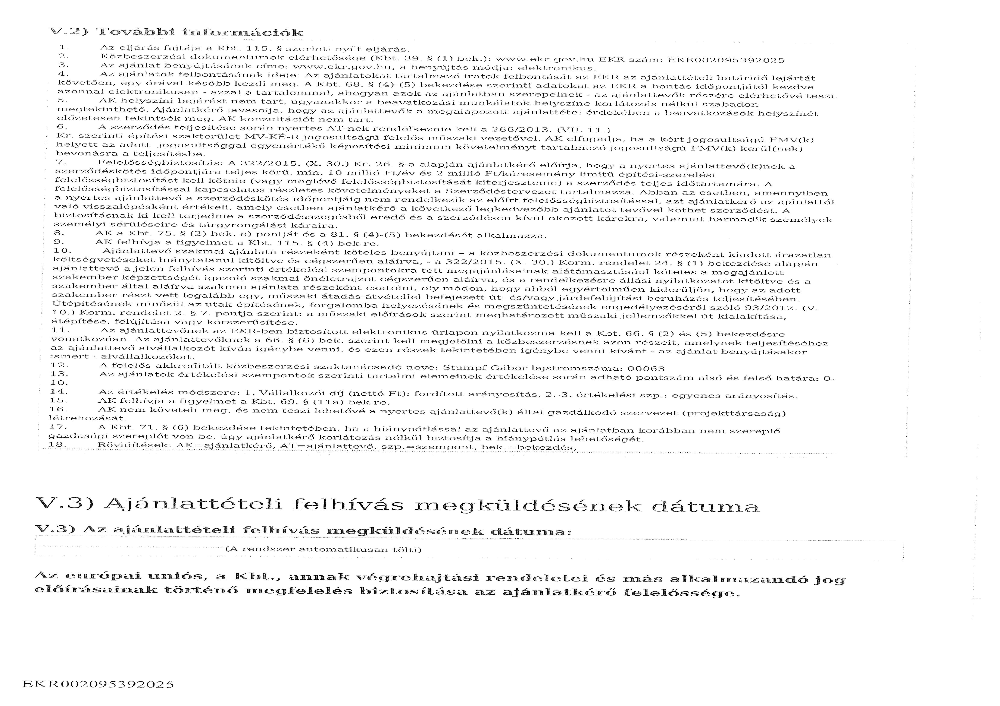 V.2) További információk
1. Az eljárás fajtája a Kbt. 115. § szerinti nyílt eljárás.
2. Közbeszerzési dokumentumok elérhetősége (Kbt. 39. § (1) bek.): www.ekr.gov.hu EKR szám: EKR002095392025
3. Az ajánlat benyújtásának címe: www.ekr.gov.hu, a benyújtás módja: elektronikus.
4. Az ajánlatok felbontásának ideje: Az ajánlatokat tartalmazó iratok felbontását az EKR az ajánlattételi határidő lejártát
követően, egy órával később kezdi meg. A Kbt. 68. § (4)-(5) bekezdése szerinti adatokat az EKR a bontás időpontjától kezdve
azonnal elektronikusan - azzal a tartalommal, ahogyan azok az ajánlatban szerepelnek - az ajánlattevők részére elérhetővé teszi.
5. AK helyszíni bejárást nem tart, ugyanakkor a beavatkozási munkálatok helyszíne korlátozás nélkül szabadon
megtekinthető. Ajánlatkérő javasolja, hogy az ajánlattevők a megalapozott ajánlattétel érdekében a beavatkozások helyszínét
előzetesen tekintsék meg. AK konzultációt nem tart.
6. A szerződés teljesítése során nyertes AT-nek rendelkeznie kell a 266/2013. (VII. 11.)
Kr. szerinti építési szakterület MV-KÉ-R jogosultságú felelős műszaki vezetővel. AK elfogadja, ha a kért jogosultságú FMV(k)
helyett az adott jogosultsággal egyenértékű képesítési minimum követelményt tartalmazó jogosultságú FMV(k) kerül(nek)
bevonásra a teljesítésbe.
7. Felelősségbiztosítás: A 322/2015. (X. 30.) Kr. 26. §-a alapján ajánlatkérő előírja, hogy a nyertes ajánlattevő(k)nek a
szerződéskötés időpontjára teljes körű, min. 10 millió Ft/év és 2 millió Ft/káresemény limitű építési-szerelési
felelősségbiztosítást kell kötnie (vagy meglévő felelősségbiztosítását kiterjesztenie) a szerződés teljes időtartamára. A
felelősségbiztosítással kapcsolatos részletes követelményeket a Szerződéstervezet tartalmazza. Abban az esetben, amennyiben
a nyertes ajánlattevő a szerződéskötés időpontjáig nem rendelkezik az előírt felelősségbiztosítással, azt ajánlatkérő az ajánlattól
való visszalépésként értékeli, amely esetben ajánlatkérő a következő legkedvezőbb ajánlatot tevővel köthet szerződést. A
biztosításnak ki kell terjednie a szerződésszegésből eredő és a szerződésen kívül okozott károkra, valamint harmadik személyek
személyi sérüléseire és tárgyrongálási káraira.
8. AK a Kbt. 75. § (2) bek. e) pontját és a 81. § (4)-(5) bekezdését alkalmazza.
9. AK felhívja a figyelmet a Kbt. 115. § (4) bek-re.
10. Ajánlattevő szakmai ajánlata részeként köteles benyújtani – a közbeszerzési dokumentumok részeként kiadott árazatlan
költségvetéseket hiánytalanul kitöltve és cégszerűen aláírva, - a 322/2015. (X. 30.) Korm. rendelet 24. § (1) bekezdése alapján
ajánlattevő a jelen felhívás szerinti értékelési szempontokra tett megajánlásainak alátámasztásául köteles a megajánlott
szakember képzettségét igazoló szakmai önéletrajzot cégszerűen aláírva, és a rendelkezésre állási nyilatkozatot kitöltve és a
szakember által aláírva szakmai ajánlata részeként csatolni, oly módon, hogy abból egyértelműen kiderüljön, hogy az adott
szakember részt vett legalább egy, műszaki átadás-átvétellel befejezett út- és/vagy járdafelújítási beruházás teljesítésében.
Útépítésének minősül az utak építésének, forgalomba helyezésének és megszüntetésének engedélyezéséről szóló 93/2012. (V.
10.) Korm. rendelet 2. § 7. pontja szerint: a műszaki előírások szerint meghatározott műszaki jellemzőkkel út kialakítása,
átépítése, felújítása vagy korszerűsítése.
11. Az ajánlattevőnek az EKR-ben biztosított elektronikus űrlapon nyilatkoznia kell a Kbt. 66. § (2) és (5) bekezdésre
vonatkozóan. Az ajánlattevőknek a 66. § (6) bek. szerint kell megjelölni a közbeszerzésnek azon részeit, amelynek teljesítéséhez
az ajánlattevő alvállalkozót kíván igénybe venni, és ezen részek tekintetében igénybe venni kívánt - az ajánlat benyújtásakor
ismert - alvállalkozókat.
12. A felelős akkreditált közbeszerzési szaktanácsadó neve: Stumpf Gábor lajstromszáma: 00063
13. Az ajánlatok értékelési szempontok szerinti tartalmi elemeinek értékelése során adható pontszám alsó és felső határa: 0-
10.
14. Az értékelés módszere: 1. Vállalkozói díj (nettó Ft): fordított arányosítás, 2.-3. értékelési szp.: egyenes arányosítás.
15. AK felhívja a figyelmet a Kbt. 69. § (11a) bek-re.
16. AK nem követeli meg, és nem teszi lehetővé a nyertes ajánlattevő(k) által gazdálkodó szervezet (projekttársaság)
létrehozását.
17. A Kbt. 71. § (6) bekezdése tekintetében, ha a hiánypótlással az ajánlattevő az ajánlatban korábban nem szereplő
gazdasági szereplőt von be, úgy ajánlatkérő korlátozás nélkül biztosítja a hiánypótlás lehetőségét.
18. Rövidítések: AK=ajánlatkérő, AT=ajánlattevő, szp.=szempont, bek.=bekezdés,
V.3) Ajánlattételi felhívás megküldésének dátuma
V.3) Az ajánlattételi felhívás megküldésének dátuma:
(A rendszer automatikusan tölti)
Az európai uniós, a Kbt., annak végrehajtási rendeletei és más alkalmazandó jog
előírásainak történő megfelelés biztosítása az ajánlatkérő felelőssége.
EKR002095392025